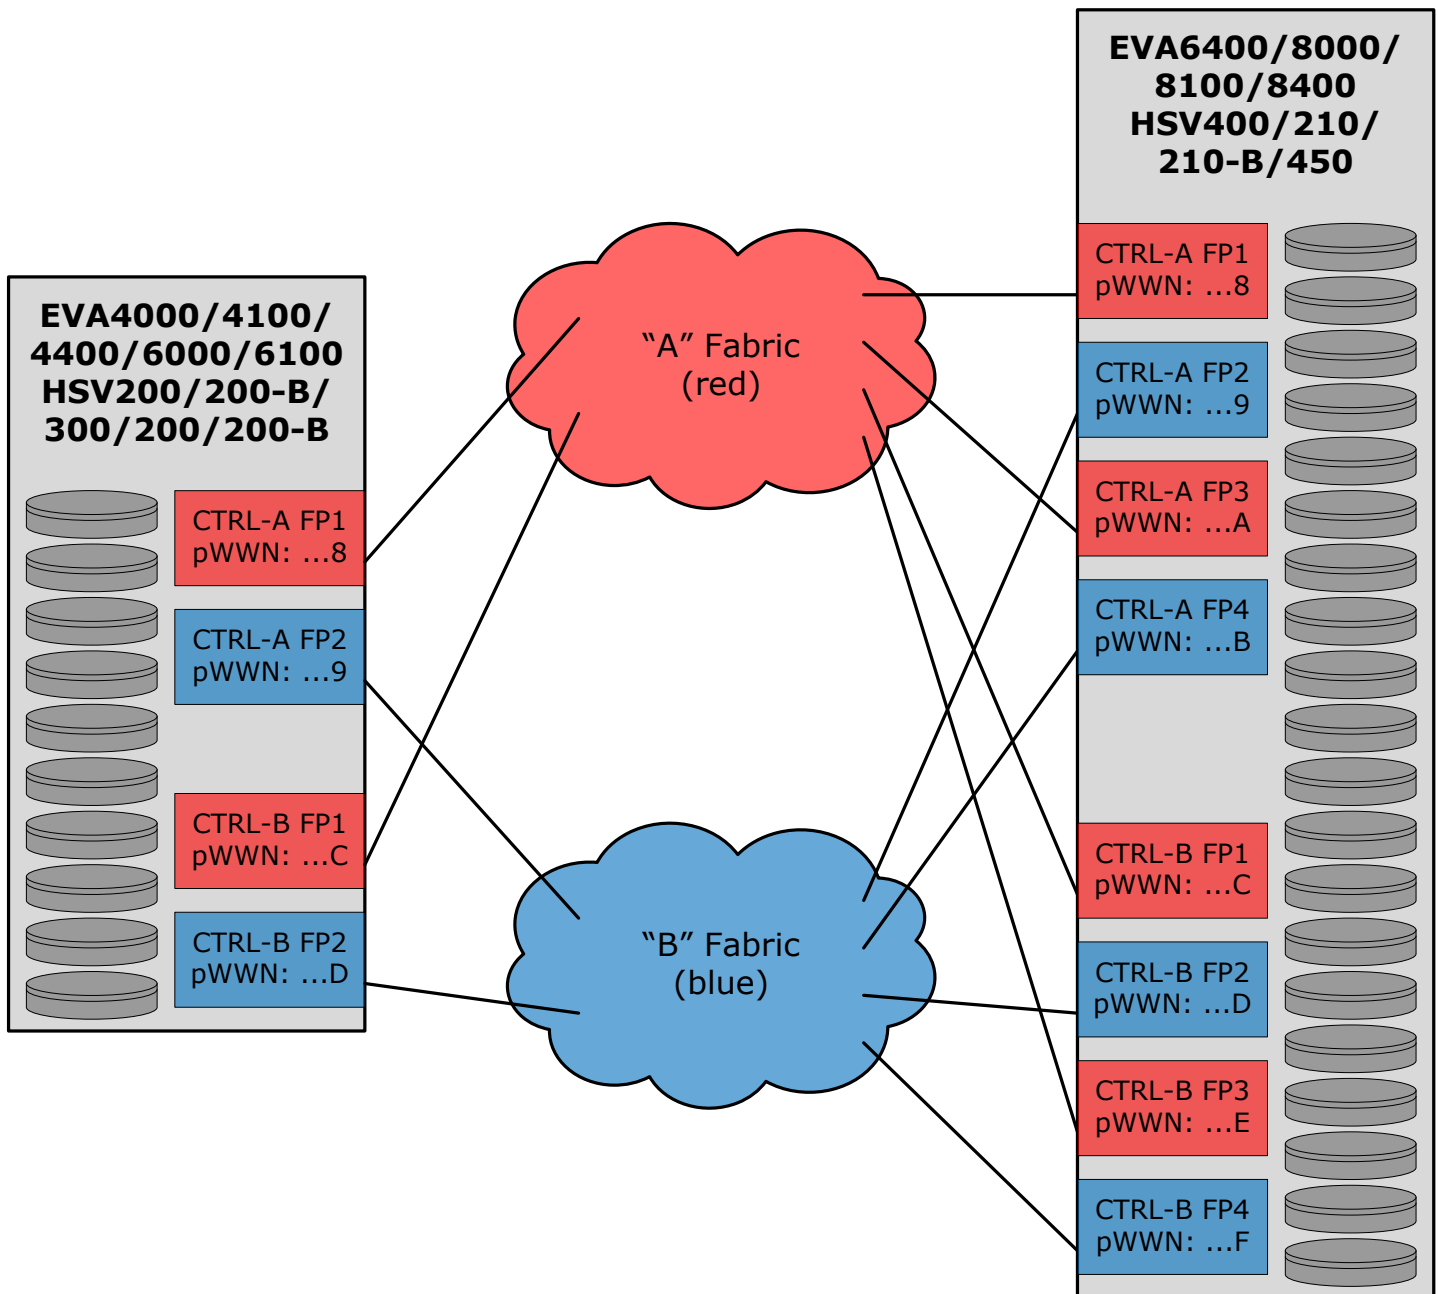 EVA4000/4100/
4400/6000/6100
HSV200/200-B/
300/200/200-B
CTRL-A FP1
pWWN: ...8
CTRL-A FP2
pWWN: ...9
CTRL-B FP1
pWWN: ...C
CTRL-B FP2
pWWN: ...D
“A” Fabric
(red)
“B” Fabric
(blue)
EVA6400/8000/
8100/8400
HSV400/210/
210-B/450
CTRL-A FP1
pWWN: ...8
CTRL-A FP2
pWWN: ...9
CTRL-A FP3
pWWN: ...A
CTRL-A FP4
pWWN: ...B
CTRL-B FP1
pWWN: ...C
CTRL-B FP2
pWWN: ...D
CTRL-B FP3
pWWN: ...E
CTRL-B FP4
pWWN: ...F